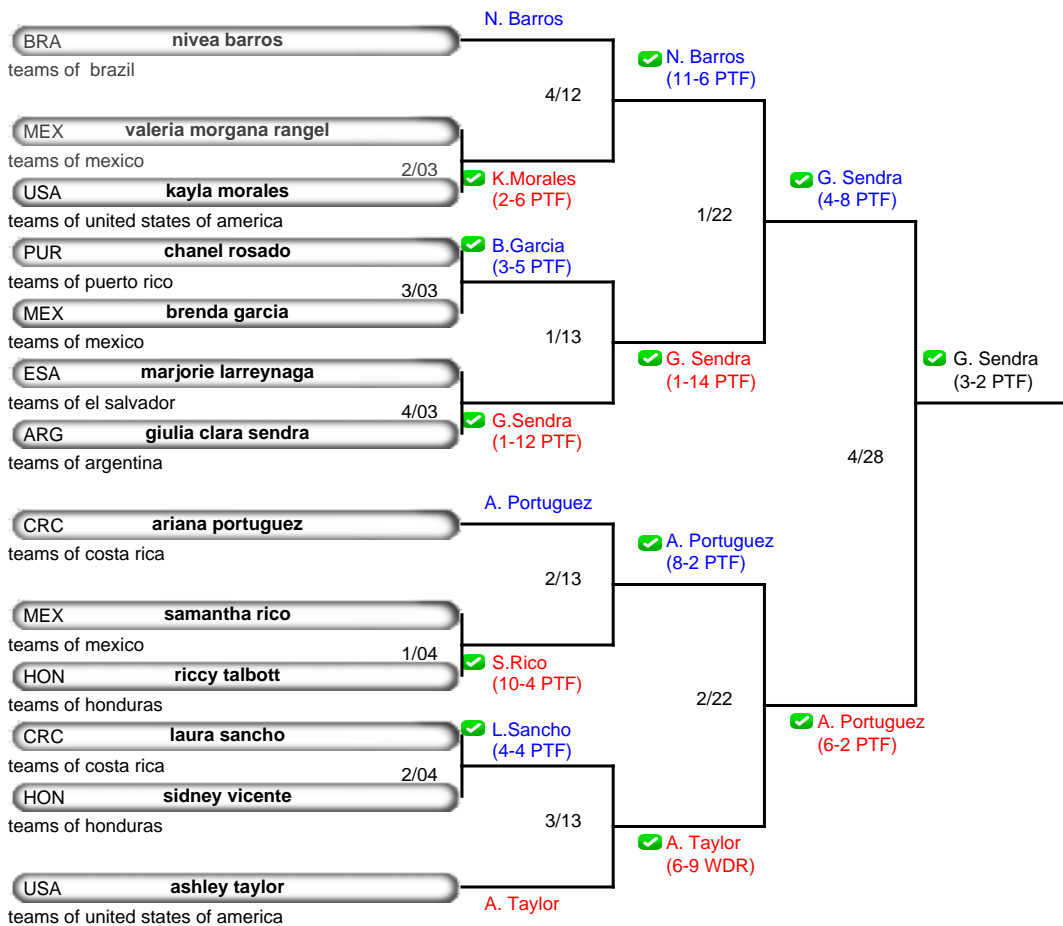 N. Barros
BRA nivea barros
teams of  brazil
N. Barros
(11-6 PTF)
4/12
MEX valeria morgana rangel
teams of mexico
2/03
K.Morales
(2-6 PTF)
USA kayla morales
teams of united states of america
G. Sendra
(4-8 PTF)
1/22
PUR chanel rosado
teams of puerto rico
B.Garcia
(3-5 PTF)
3/03
MEX brenda garcia
teams of mexico
1/13
G. Sendra
(1-14 PTF)
G. Sendra
(3-2 PTF)
ESA marjorie larreynaga
teams of el salvador
4/03
G.Sendra
(1-12 PTF)
ARG giulia clara sendra
teams of argentina
4/28
A. Portuguez
CRC ariana portuguez
teams of costa rica
A. Portuguez
(8-2 PTF)
2/13
MEX samantha rico
teams of mexico
1/04
S.Rico
(10-4 PTF)
HON riccy talbott
teams of honduras
2/22
A. Portuguez
(6-2 PTF)
CRC laura sancho
teams of costa rica
L.Sancho
(4-4 PTF)
2/04
HON sidney vicente
teams of honduras
3/13
A. Taylor
(6-9 WDR)
USA ashley taylor
teams of united states of america
A. Taylor